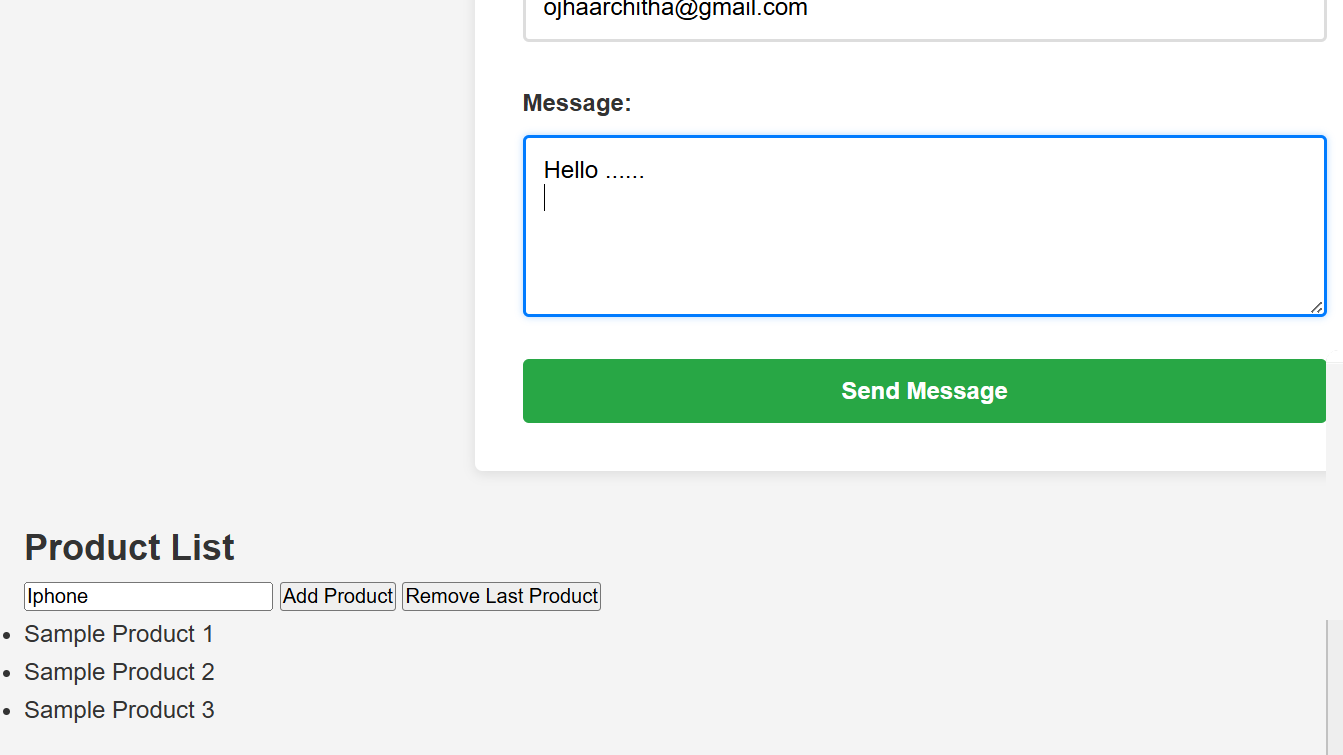 ojhaarchitha@gmail.com
Message:
Hello ......
Send Message
Product List
Iphone
Add Product
Remove Last Product
Sample Product 1
Sample Product 2
Sample Product 3